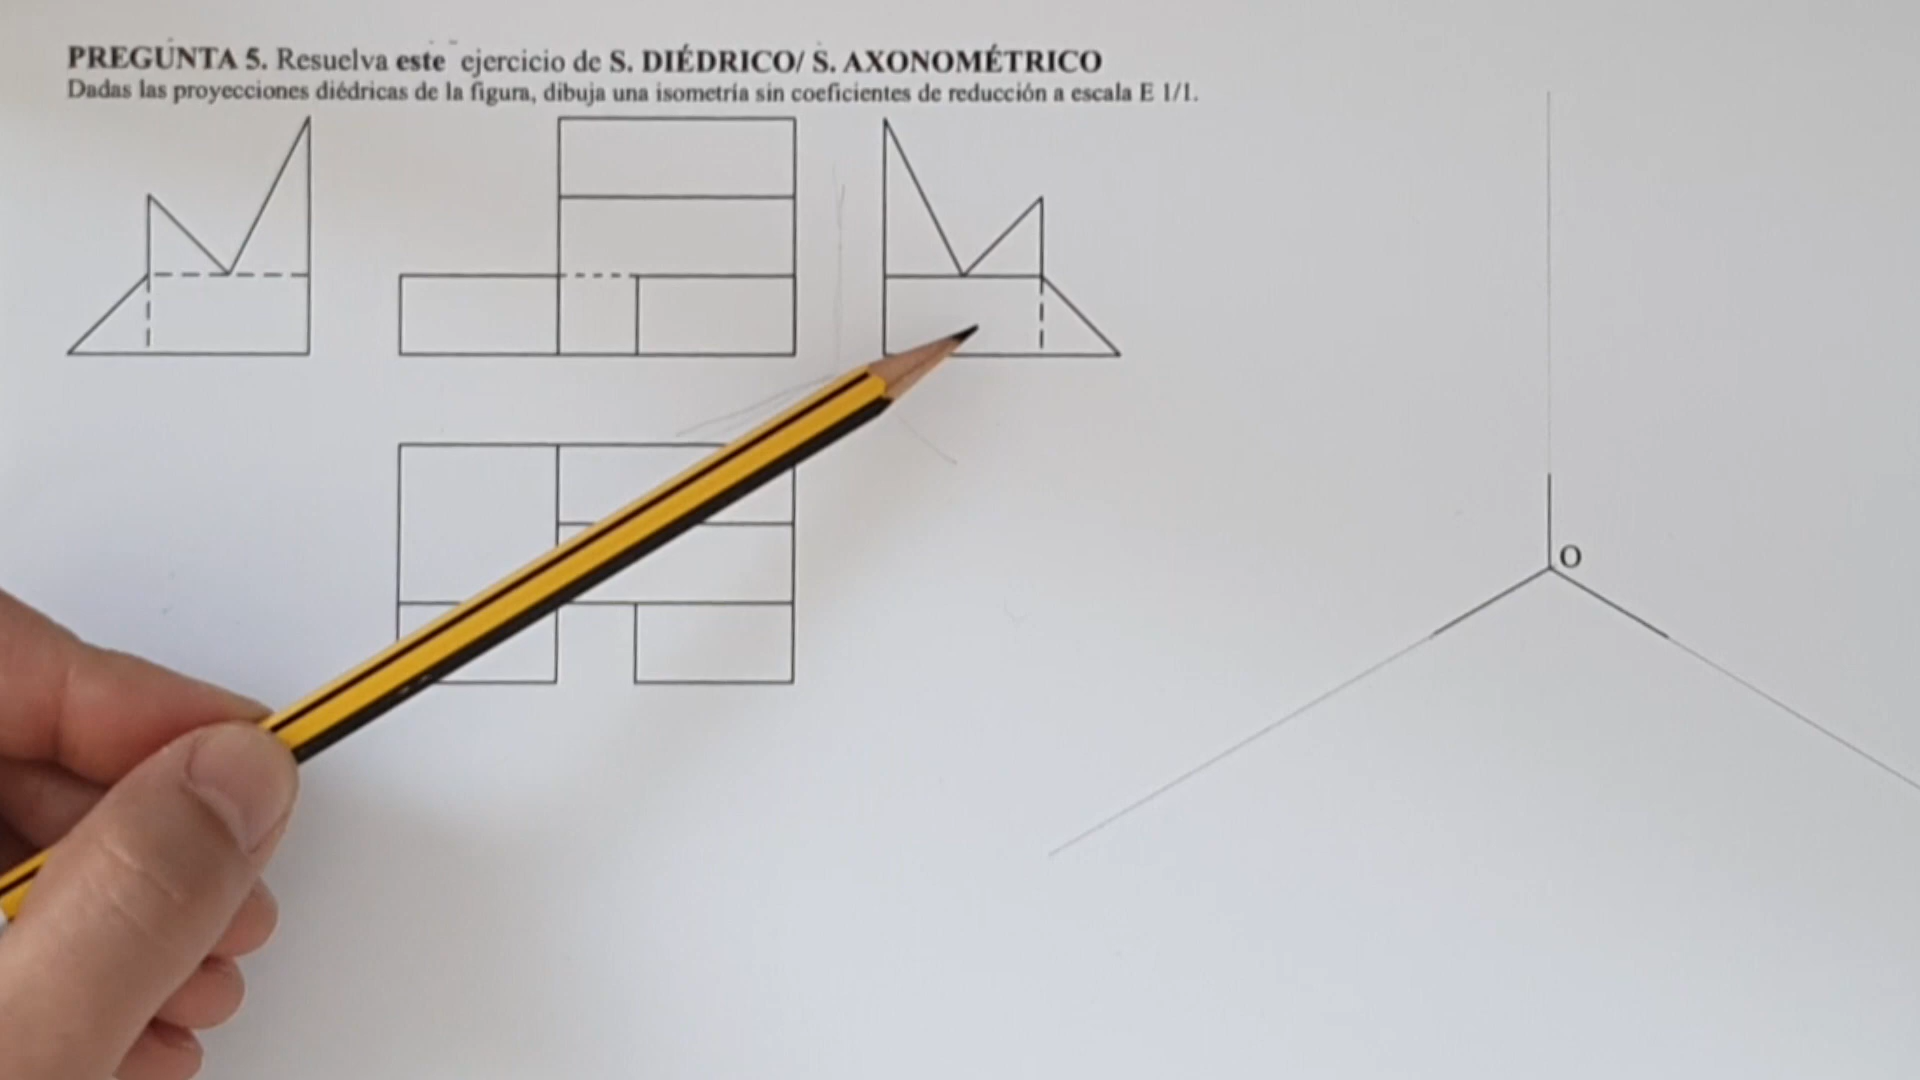 PREGUNTA 5. Resuelva este ejercicio de S. DIÉDRICO/ S. AXONOMÉTRICO
Dadas las proyecciones diédricas de la figura, dibuja una isometría sin coeficientes de reducción a escala E 1/1.
O